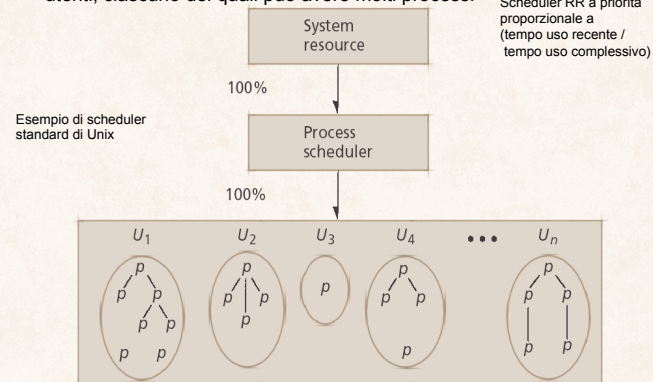 utenti, ciascuno dei quali può avere molti processi
Scheduler RR a priorità
proporzionale a
(tempo uso recente /
tempo uso complessivo)
System
resource
100%
Esempio di scheduler
standard di Unix
Process
scheduler
100%
U1 U2 U3 U4 ••• Un
p p p p
p p p p p p p p p
p p p
p p p p p